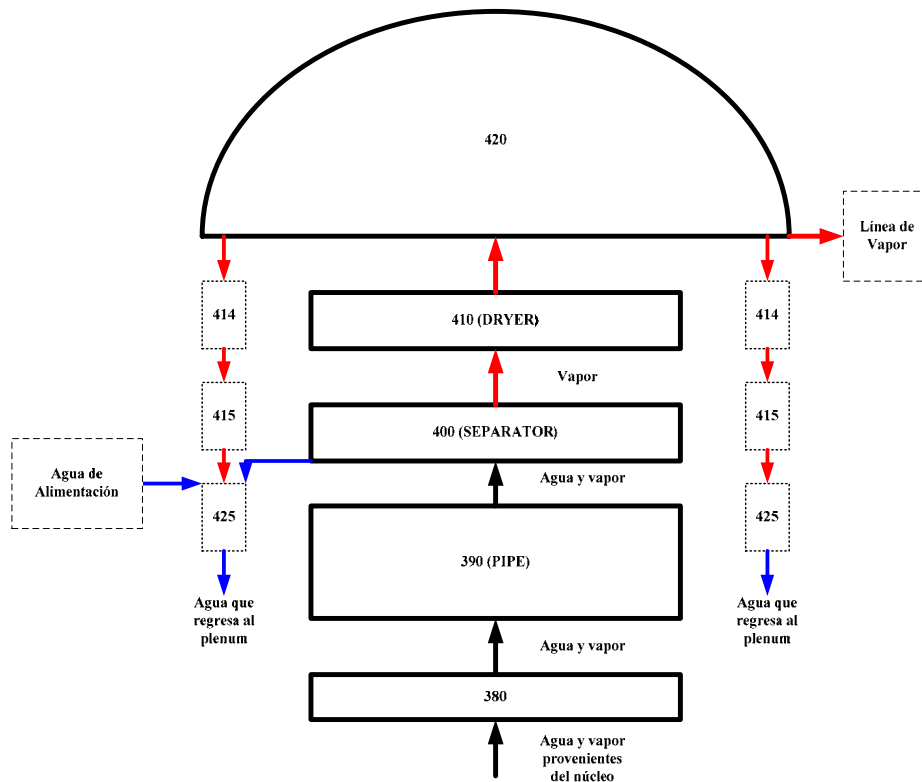 420
Línea de
Vapor
414
410 (DRYER)
414
Vapor
415
400 (SEPARATOR)
415
Agua de
Alimentación
Agua y vapor
425
425
390 (PIPE)
Agua que
regresa al
plenum
Agua que
regresa al
plenum
Agua y vapor
380
Agua y vapor
provenientes
del núcleo